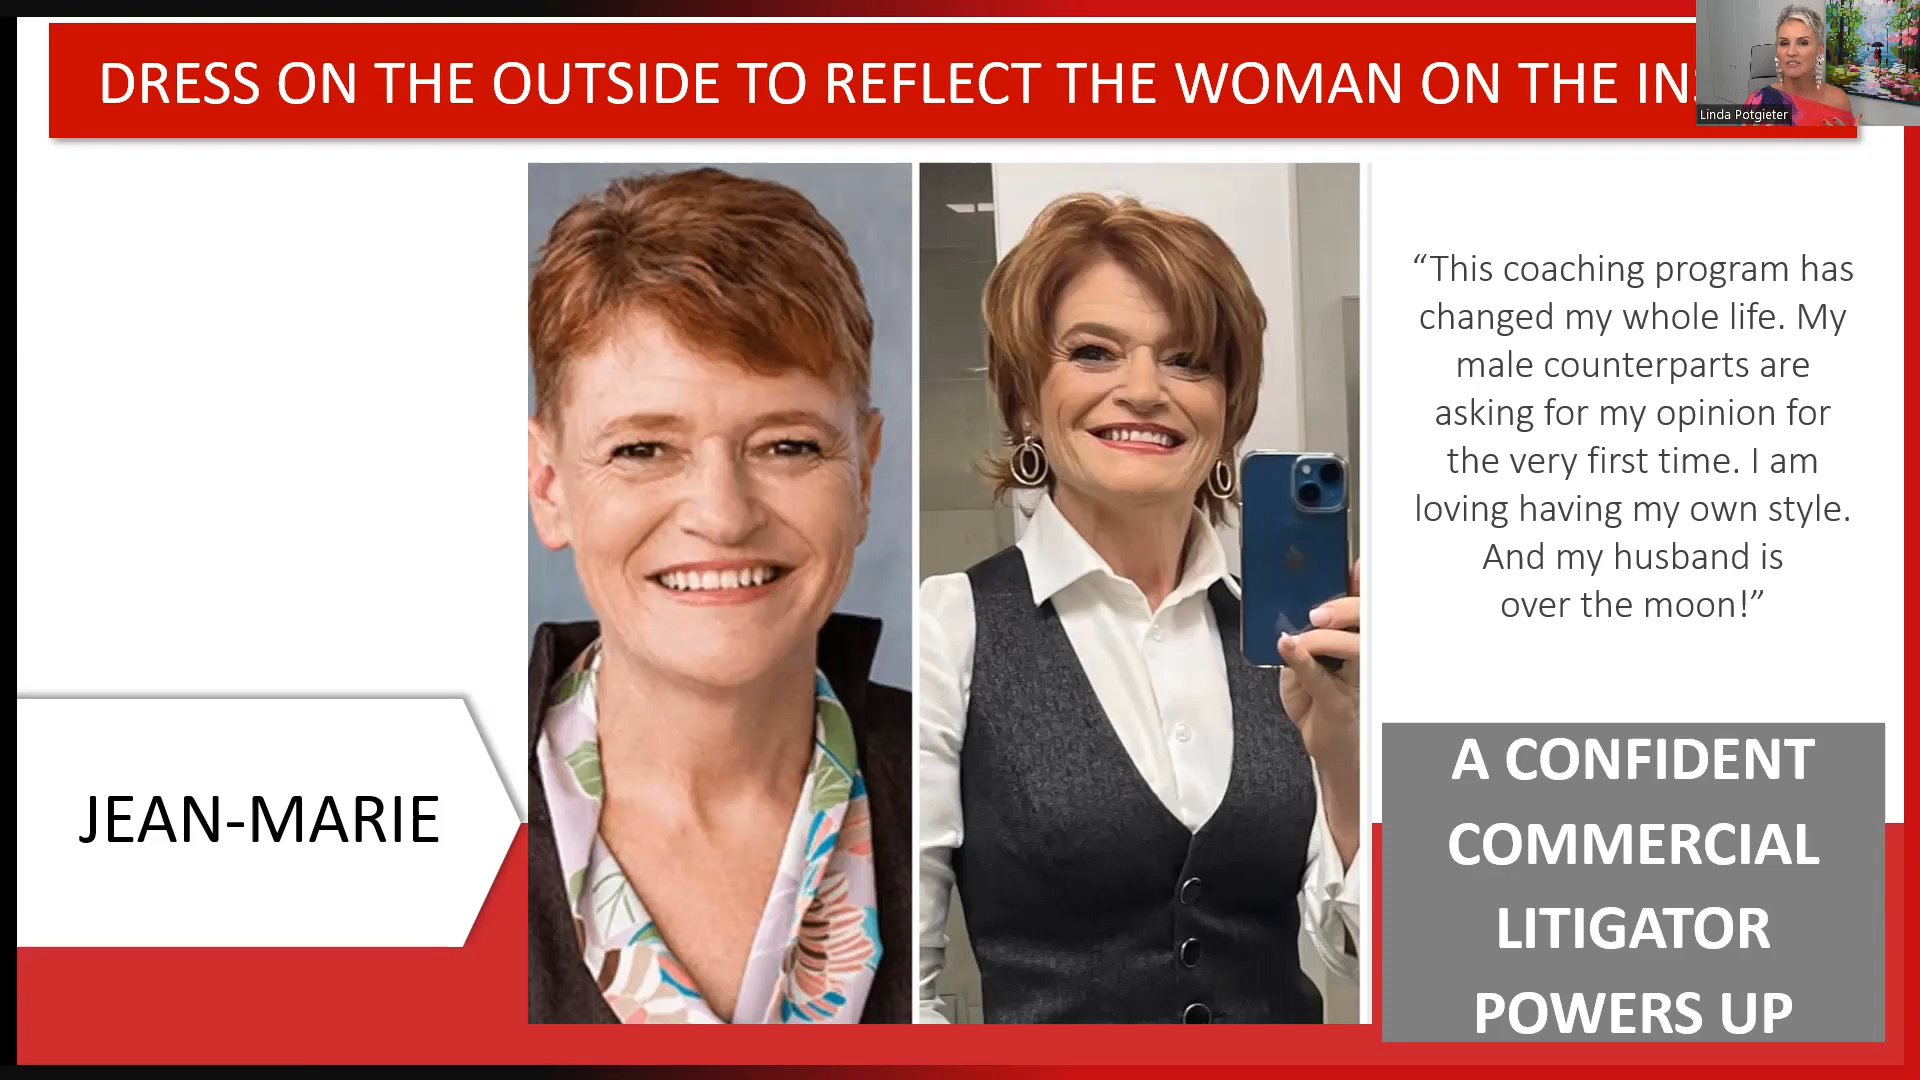 DRESS ON THE OUTSIDE TO REFLECT THE WOMAN ON THE
Linda Potgieter
“This coaching program has
changed my whole life. My
male counterparts are
asking for my opinion for
the very first time. I am
loving having my own style.
And my husband is
over the moon!”
JEAN-MARIE
A CONFIDENT
COMMERCIAL
LITIGATOR
POWERS UP